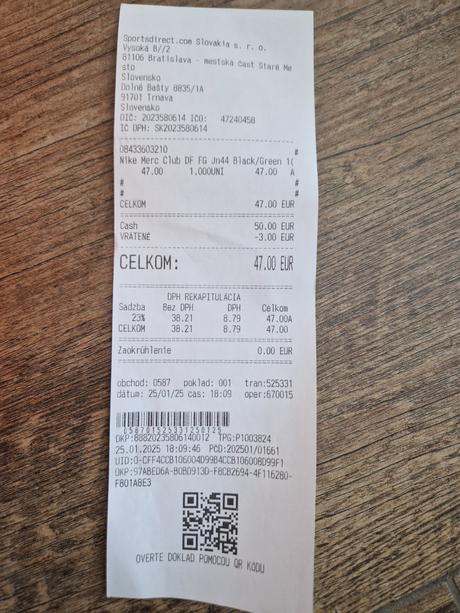 Sportsdirect.com Slovakia s. r. o.
Vysoká B//2
81106 Bratislava - mestská časť Staré Me
sto
Slovensko
Dolné Bašty 8835/1A
91701 Trnava
Slovensko
DIČ: 2023580614 IČO: 47240458
IČ DPH: SK2023580614
08433603210 #
Nike Merc Club DF FG Jn44 Black/Green 1(
47.00 1.000UNI 47.00 A
# #
# #
CELKOM 47.00 EUR
Cash 50.00 EUR
VRÁTENÉ -3.00 EUR
CELKOM: 47.00 EUR
DPH REKAPITULÁCIA
Sadzba Bez DPH DPH Celkom
23% 38.21 8.79 47.00A
CELKOM 38.21 8.79 47.00
Zaokrúhlenie 0.00 EUR
obchod: 0587 poklad: 001 tran:525331
dátum: 25/01/25 čas: 18:09 oper:670015
058701525331250125
DKP:88820235806140012 TPG:P1003824
25.01.2025 18:09:46 PČD:202501/01661
UID:O-CFF4CCB106004D99B4CCB106008D99F1
OKP:97ABED6A-B0BD913D-F8CB2694-4F116280-
FB01A8E3
OVERTE DOKLAD POMOCOU QR KÓDU